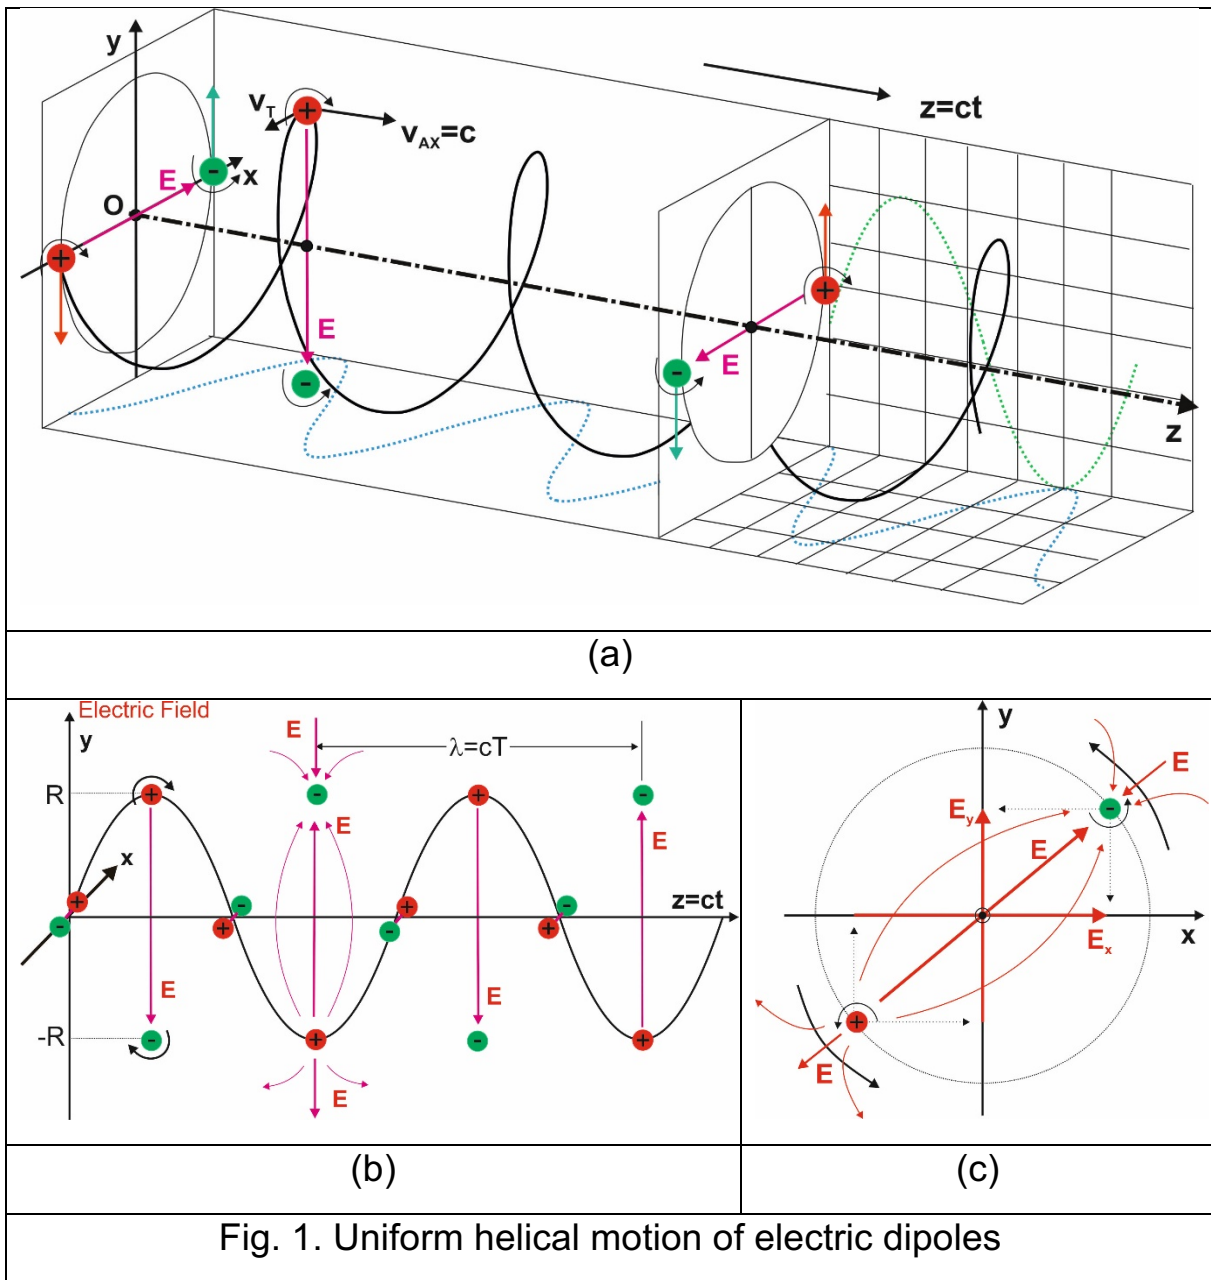 y
z=ct
v_T
+
v_AX=c
-
E
x
O
+
+
E
E
-
-
z
(a)
Electric Field
y
E
λ=cT
R
+
-
+
-
E
E
x
+
-
+
-
z=ct
-
+
-
+
E
E
-R
-
+
-
+
E
(b)
y
E
E_y
-
E
E_x
x
+
E
(c)
Fig. 1. Uniform helical motion of electric dipoles